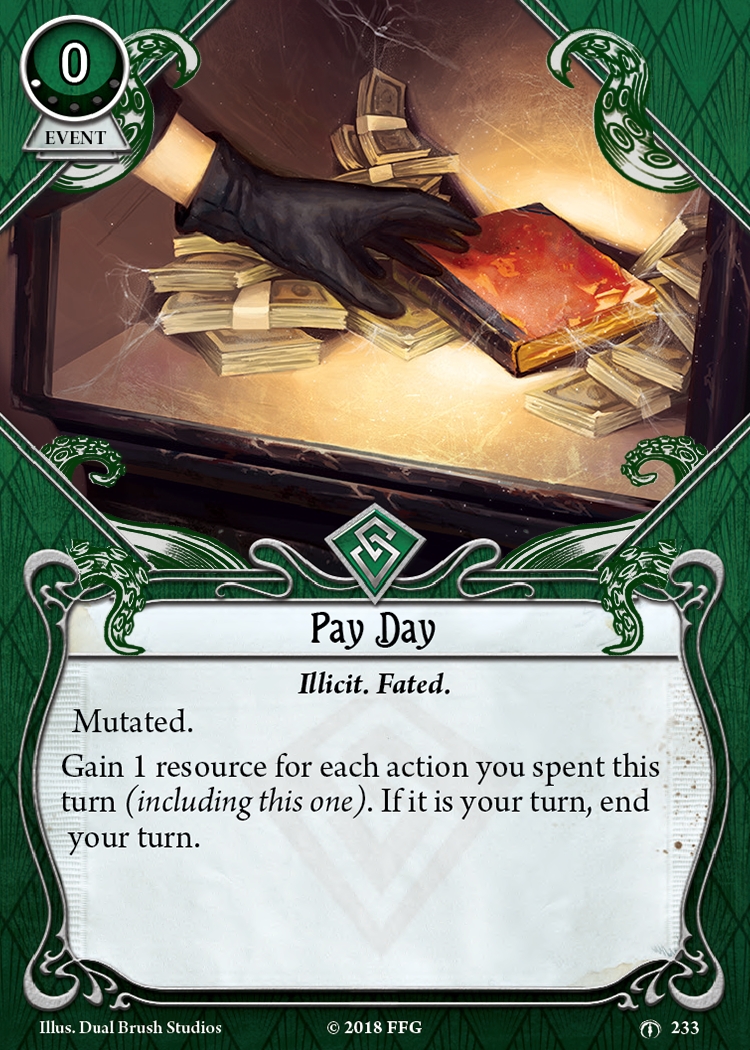 0
EVENT
Pay Day
Illicit. Fated.
Mutated.
Gain 1 resource for each action you spent this
turn (including this one). If it is your turn, end
your turn.
Illus. Dual Brush Studios
© 2018 FFG
233